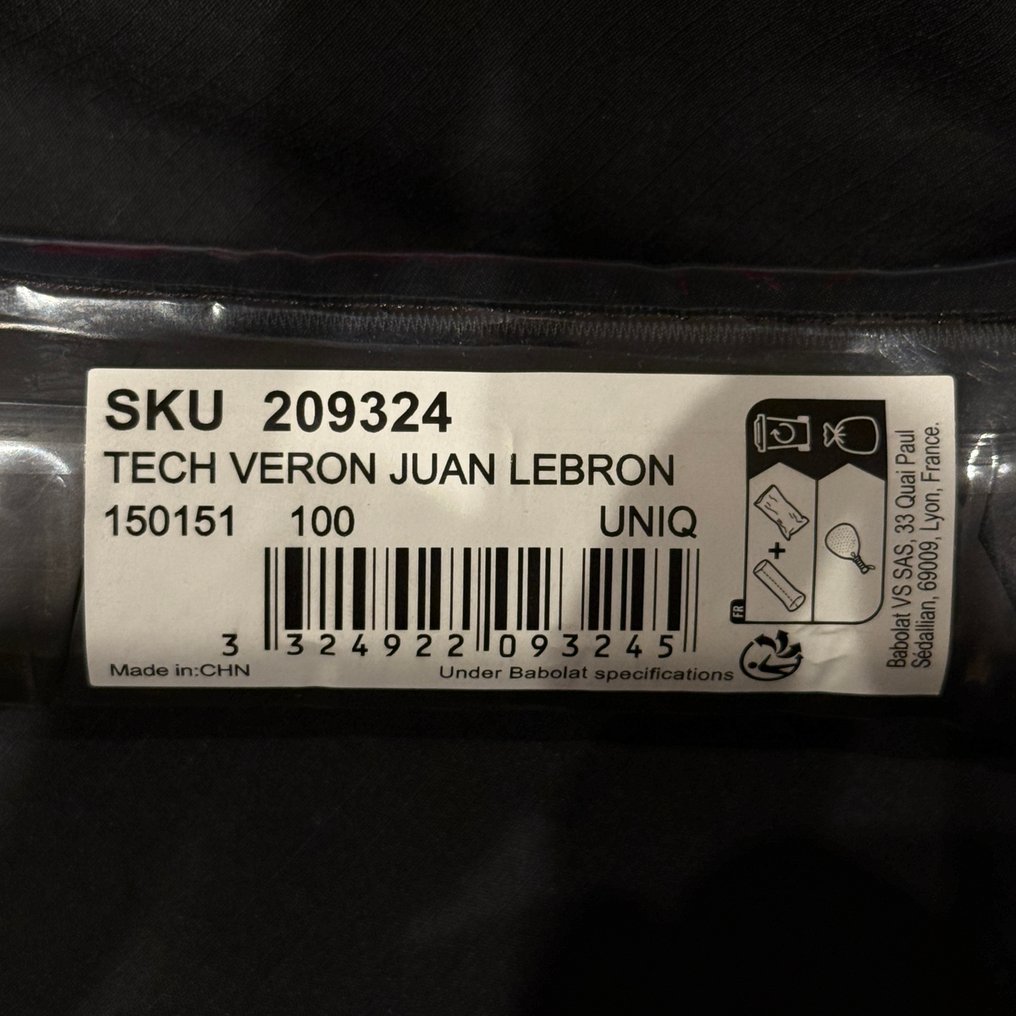 SKU 209324
TECH VERON JUAN LEBRON
150151 100 UNIQ
3 324922 093245
Made in:CHN Under Babolat specifications
FR
+
Babolat VS SAS, 33 Quai Paul
Sédallian, 69009, Lyon, France.